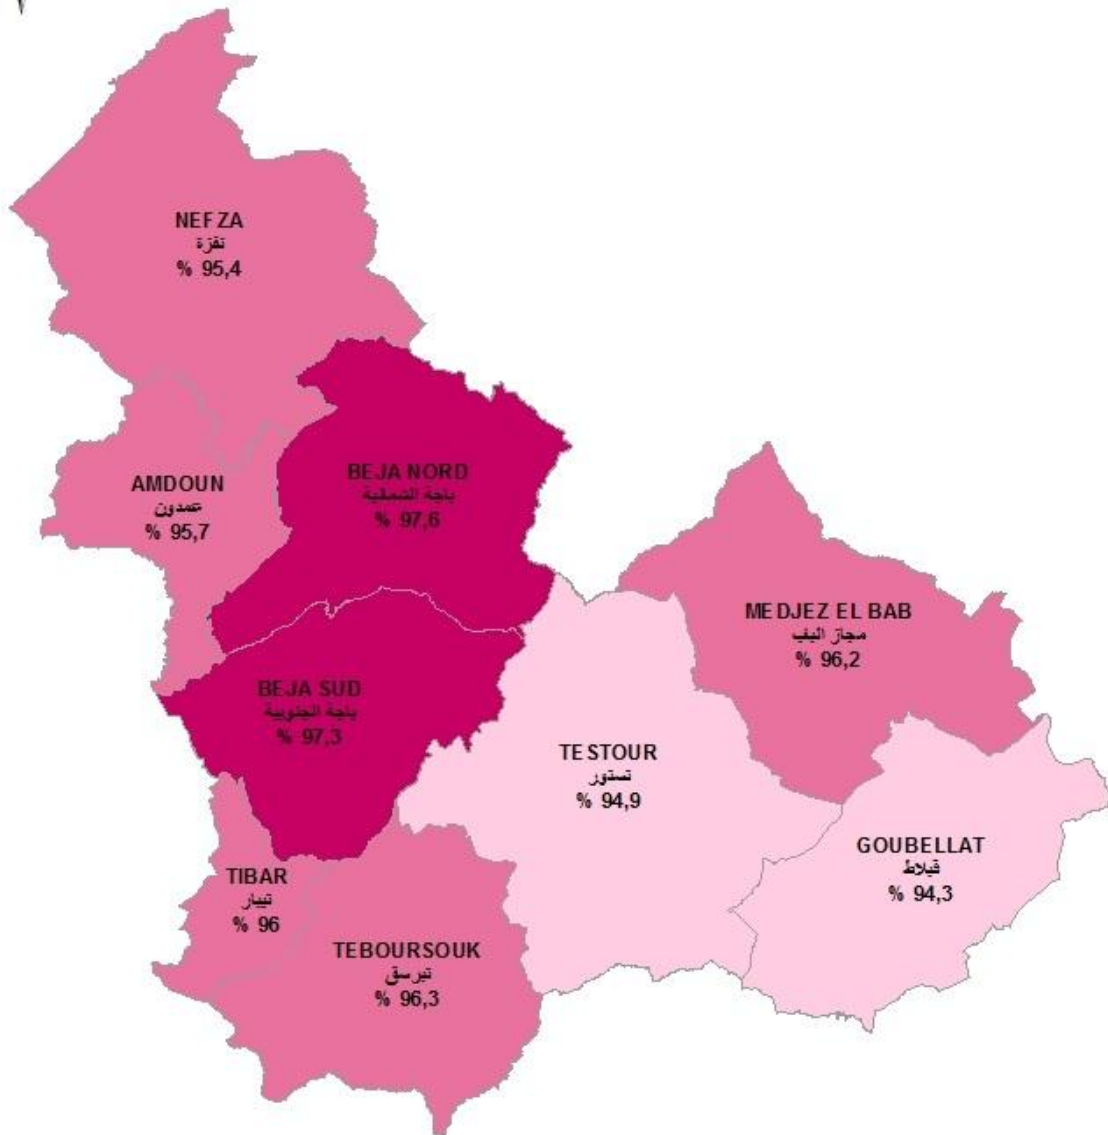 NEFZA
نفزة
% 95,4
AMDOUN
عمدون
% 95,7
BEJA NORD
باجة الشمالية
% 97,6
MEDJEZ EL BAB
مجاز الباب
% 96,2
BEJA SUD
باجة الجنوبية
% 97,3
TESTOUR
تستور
% 94,9
GOUBELLAT
قبلاط
% 94,3
TIBAR
تيبار
% 96
TEBOURSOUK
تبرسق
% 96,3